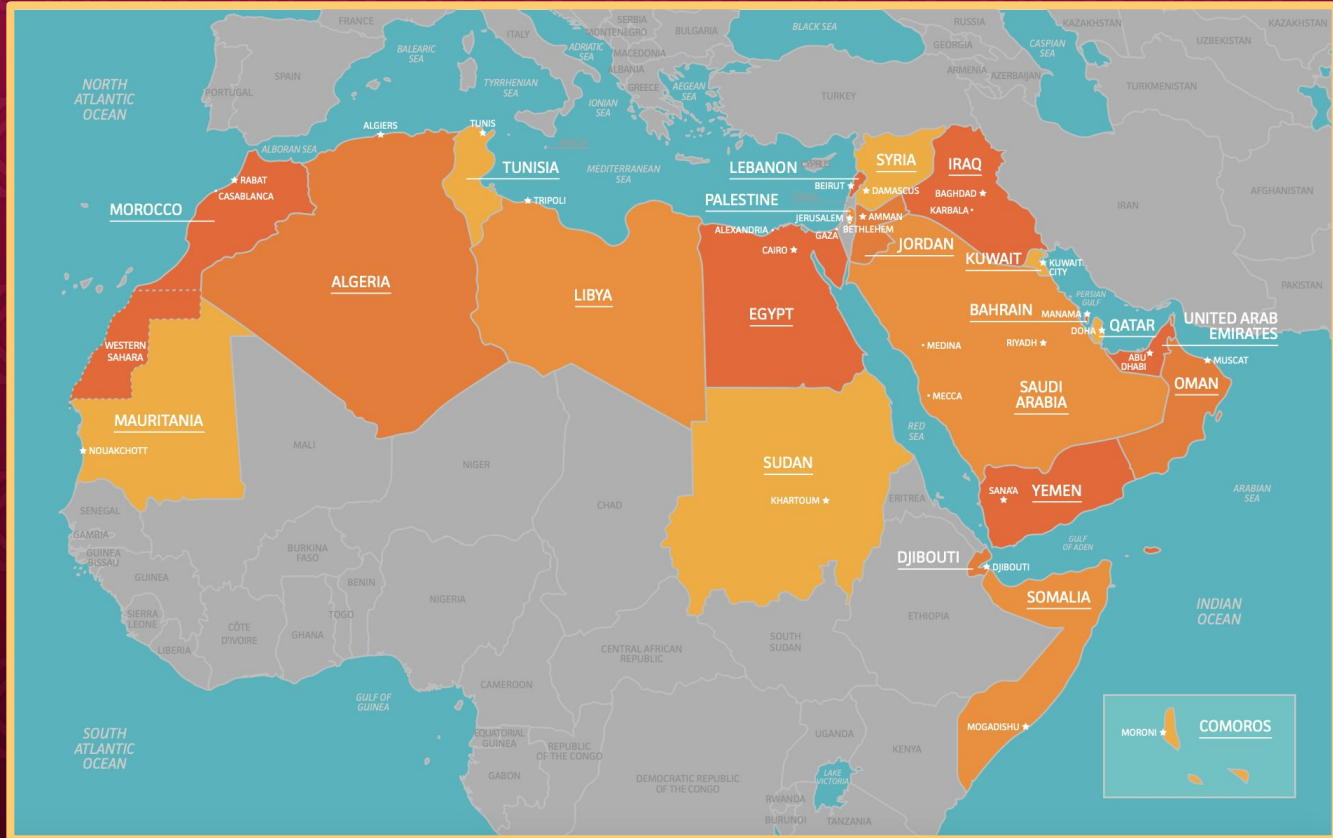 FRANCE
ITALY
SERBIA
MONTENEGRO
BULGARIA
BLACK SEA
RUSSIA
GEORGIA
KAZAKHSTAN
KAZAKHSTAN
UZBEKISTAN
BALEARIC
SEA
ADRIATIC
SEA
MACEDONIA
ALBANIA
GREECE
AEGEAN
SEA
CASPIAN
SEA
ARMENIA
AZERBAIJAN
TURKMENISTAN
NORTH
ATLANTIC
OCEAN
PORTUGAL
SPAIN
TYRRHENIAN
SEA
IONIAN
SEA
TURKEY
ALGIERS
TUNIS
ALBORAN SEA
TUNISIA
MEDITERRANEAN
SEA
LEBANON
CYPRUS
SYRIA
IRAQ
RABAT
CASABLANCA
BEIRUT
DAMASCUS
BAGHDAD
AFGHANISTAN
MOROCCO
TRIPOLI
PALESTINE
KARBALA
IRAN
JERUSALEM
AMMAN
ALEXANDRIA
GAZA
BETHLEHEM
CAIRO
JORDAN
KUWAIT
KUWAIT
CITY
ALGERIA
LIBYA
EGYPT
PERSIAN
GULF
PAKISTAN
BAHRAIN
MANAMA
DOHA
QATAR
UNITED ARAB
EMIRATES
WESTERN
SAHARA
MEDINA
RIYADH
ABU
DHABI
MUSCAT
MECCA
SAUDI
ARABIA
OMAN
MAURITANIA
NOUAKCHOTT
MALI
NIGER
RED
SEA
SUDAN
KHARTOUM
CHAD
ERITREA
SANA'A
YEMEN
ARABIAN
SEA
SENEGAL
GAMBIA
GUINEA
BISSAU
GUINEA
BURKINA
FASO
BENIN
GULF
OF ADEN
DJIBOUTI
DJIBOUTI
SIERRA
LEONE
LIBERIA
CÔTE
D'IVOIRE
GHANA
TOGO
NIGERIA
ETHIOPIA
SOMALIA
INDIAN
OCEAN
CENTRAL AFRICAN
REPUBLIC
SOUTH
SUDAN
CAMEROON
GULF OF
GUINEA
SOUTH
ATLANTIC
OCEAN
EQUATORIAL
GUINEA
REPUBLIC
OF THE CONGO
GABON
DEMOCRATIC REPUBLIC
OF THE CONGO
UGANDA
KENYA
LAKE
VICTORIA
RWANDA
BURUNDI
TANZANIA
MOGADISHU
MORONI
COMOROS